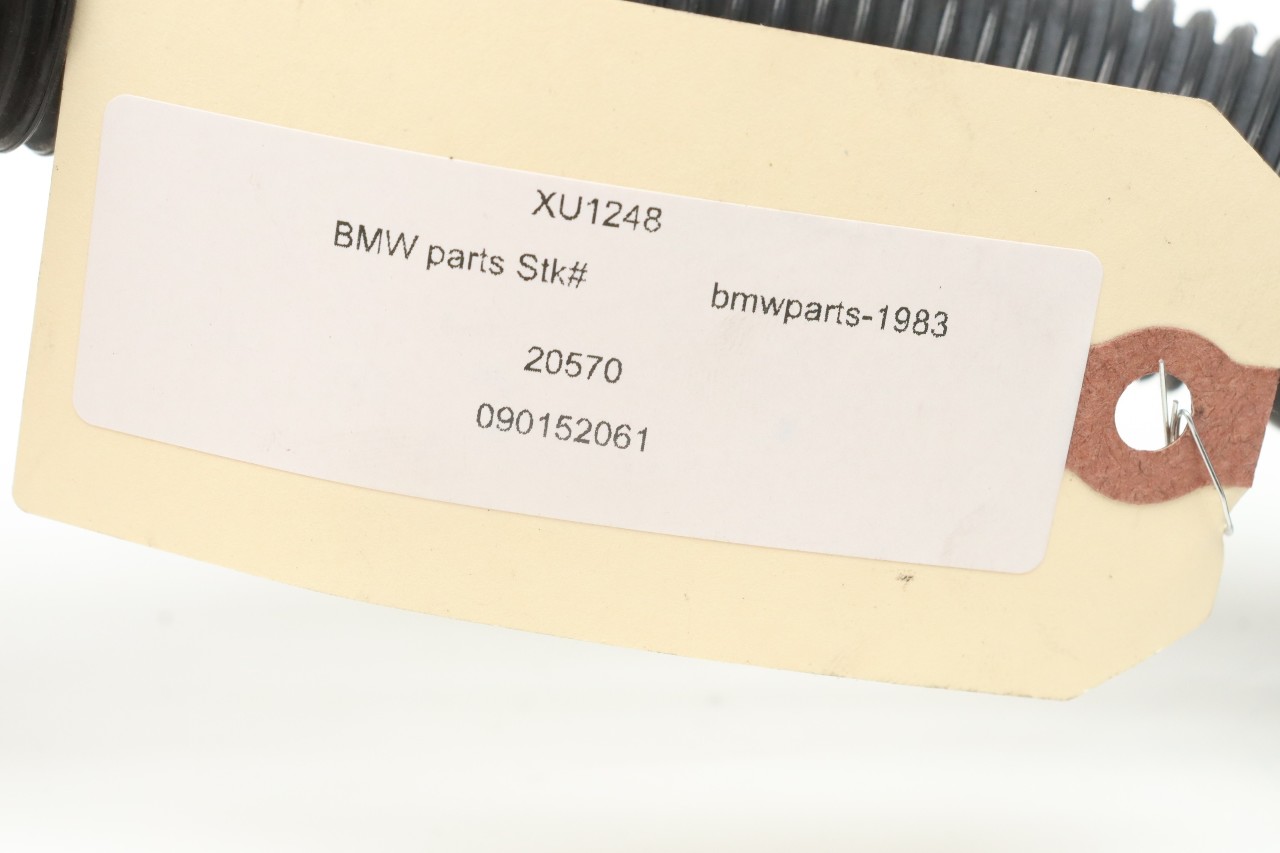 XU1248
BMW parts Stk# bmwparts-1983
20570
090152061